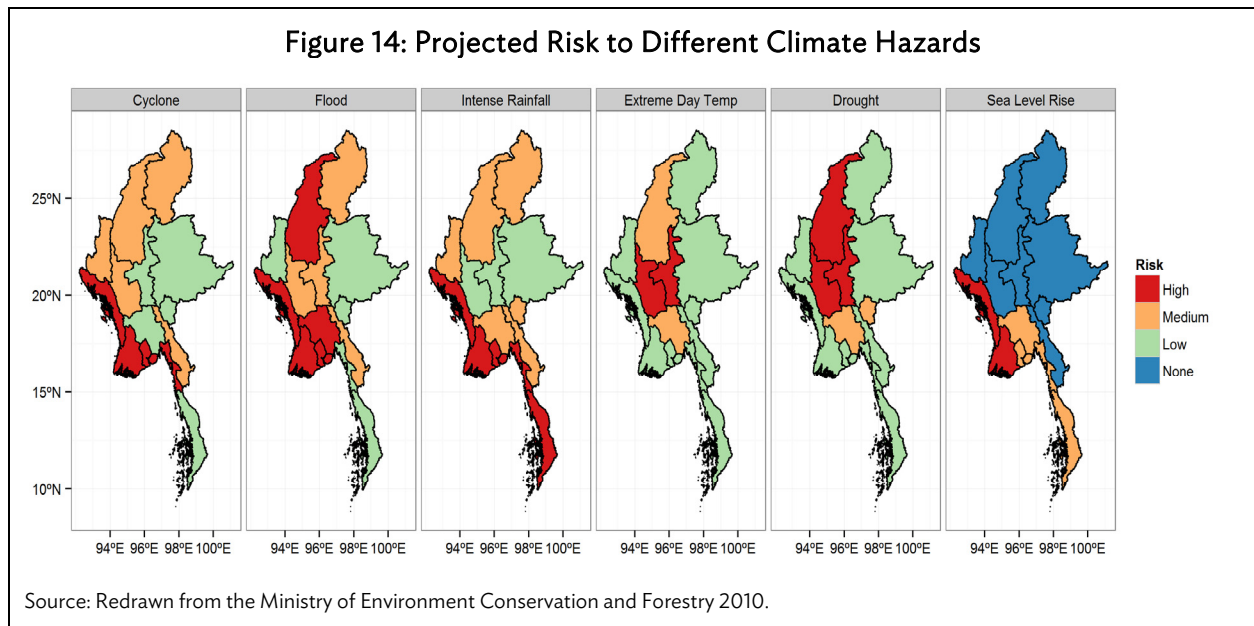 Figure 14: Projected Risk to Different Climate Hazards
Cyclone Flood Intense Rainfall Extreme Day Temp Drought Sea Level Rise
25ºN
20ºN
15ºN
10ºN
Risk
High
Medium
Low
None
94ºE 96ºE 98ºE 100ºE 94ºE 96ºE 98ºE 100ºE 94ºE 96ºE 98ºE 100ºE 94ºE 96ºE 98ºE 100ºE 94ºE 96ºE 98ºE 100ºE 94ºE 96ºE 98ºE 100ºE
Source: Redrawn from the Ministry of Environment Conservation and Forestry 2010.